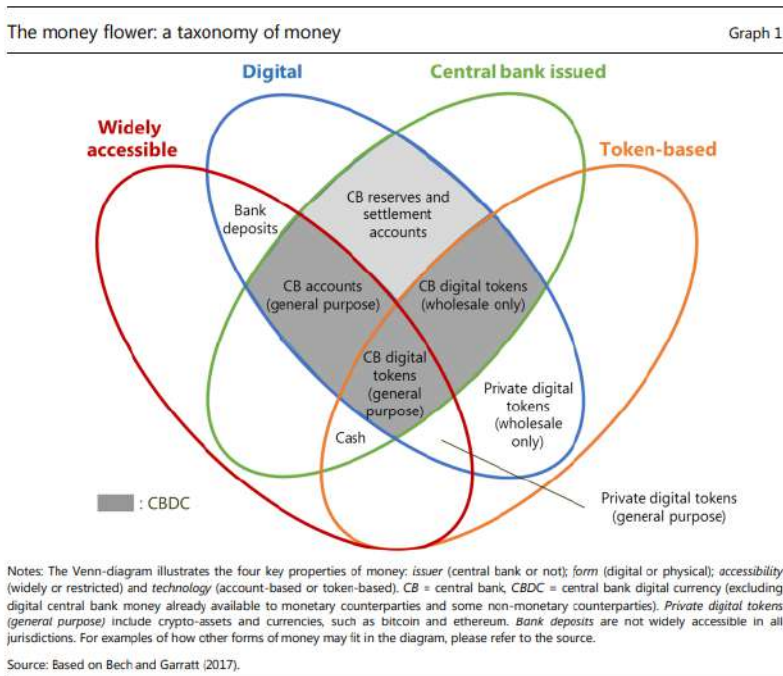 The money flower: a taxonomy of money
Graph 1
Digital
Central bank issued
Widely
accessible
Token-based
Bank
deposits
CB reserves and
settlement
accounts
CB accounts
(general purpose)
CB digital tokens
(wholesale only)
CB digital
tokens
(general
purpose)
Private digital
tokens
(wholesale
only)
Cash
: CBDC
Private digital tokens
(general purpose)
Notes: The Venn-diagram illustrates the four key properties of money: issuer (central bank or not); form (digital or physical); accessibility
(widely or restricted) and technology (account-based or token-based). CB = central bank, CBDC = central bank digital currency (excluding
digital central bank money already available to monetary counterparties and some non-monetary counterparties). Private digital tokens
(general purpose) include crypto-assets and currencies, such as bitcoin and ethereum. Bank deposits are not widely accessible in all
jurisdictions. For examples of how other forms of money may fit in the diagram, please refer to the source.
Source: Based on Bech and Garratt (2017).